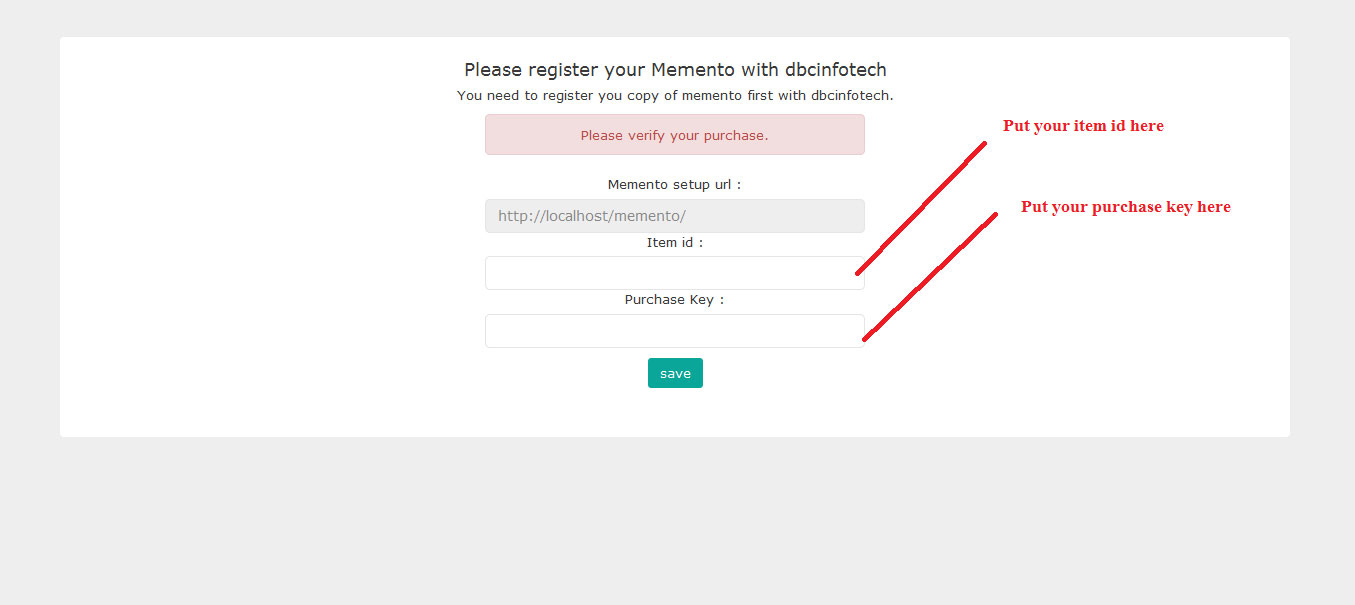 Please register your Memento with dbcinfotech
You need to register you copy of memento first with dbcinfotech.
Please verify your purchase.
Put your item id here
Memento setup url :
http://localhost/memento/
Put your purchase key here
Item id :
Purchase Key :
save